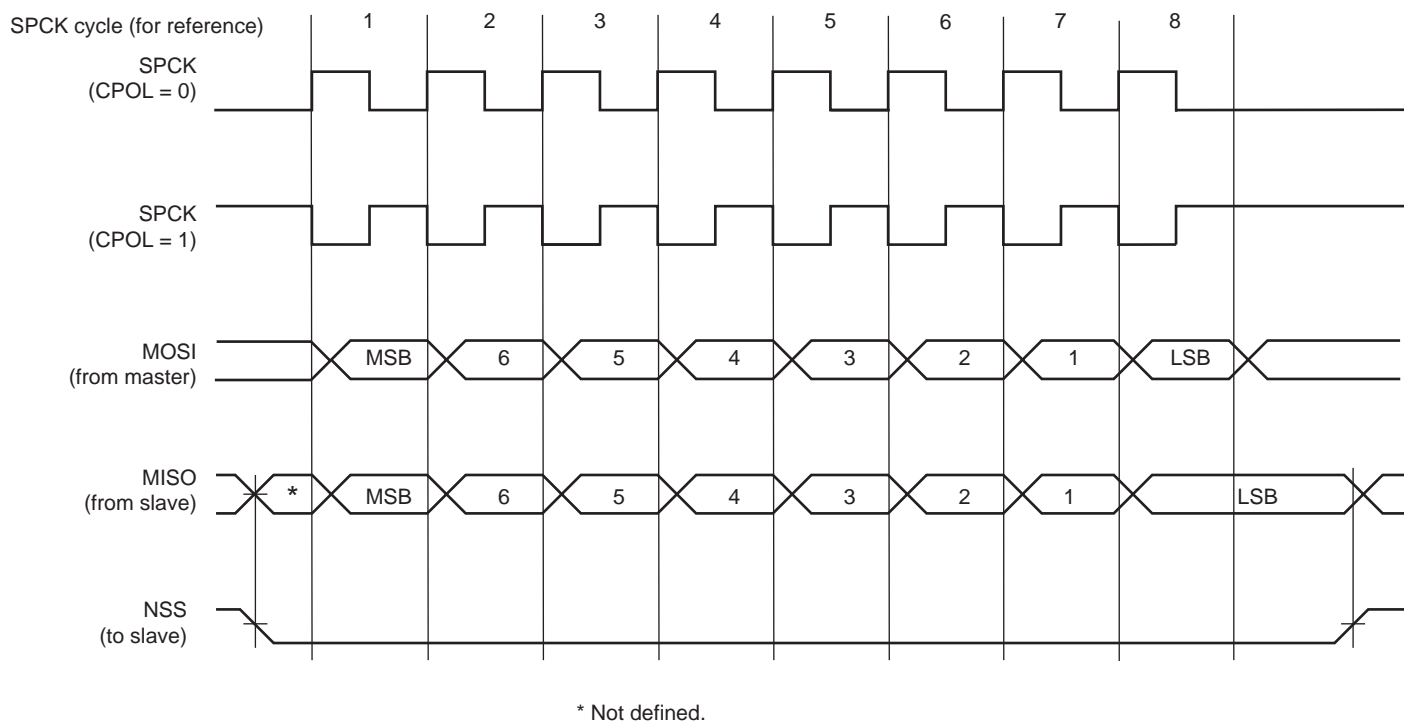 SPCK cycle (for reference) 1 2 3 4 5 6 7 8
SPCK
(CPOL = 0)
SPCK
(CPOL = 1)
MOSI
(from master)
MSB 6 5 4 3 2 1 LSB
MISO
(from slave)
* MSB 6 5 4 3 2 1 LSB
NSS
(to slave)
* Not defined.